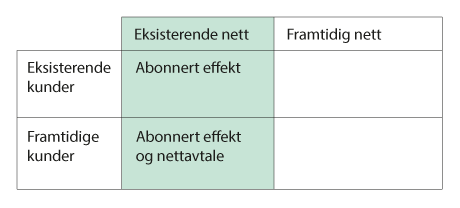 Eksisterende nett
Framtidig nett
Eksisterende
kunder
Abonnert effekt
Framtidige
kunder
Abonnert effekt
og nettavtale